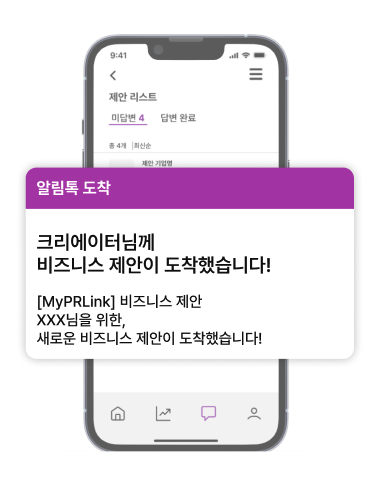 9:41
제안 리스트
미답변 4 답변 완료
총 4개 | 최신순
제안 기업명
알림톡 도착
크리에이터님께
비즈니스 제안이 도착했습니다!
[MyPRLink] 비즈니스 제안
XXX님을 위한,
새로운 비즈니스 제안이 도착했습니다!